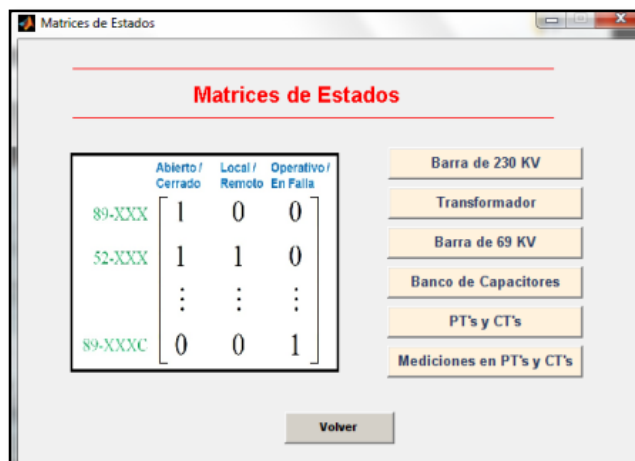 Matrices de Estados
Matrices de Estados
Abierto / Local / Operativo /
Cerrado Remoto En Falla
89-XXX 1 0 0
52-XXX 1 1 0
⋮ ⋮ ⋮
89-XXXC 0 0 1
Barra de 230 KV
Transformador
Barra de 69 KV
Banco de Capacitores
PT's y CT's
Mediciones en PT's y CT's
Volver